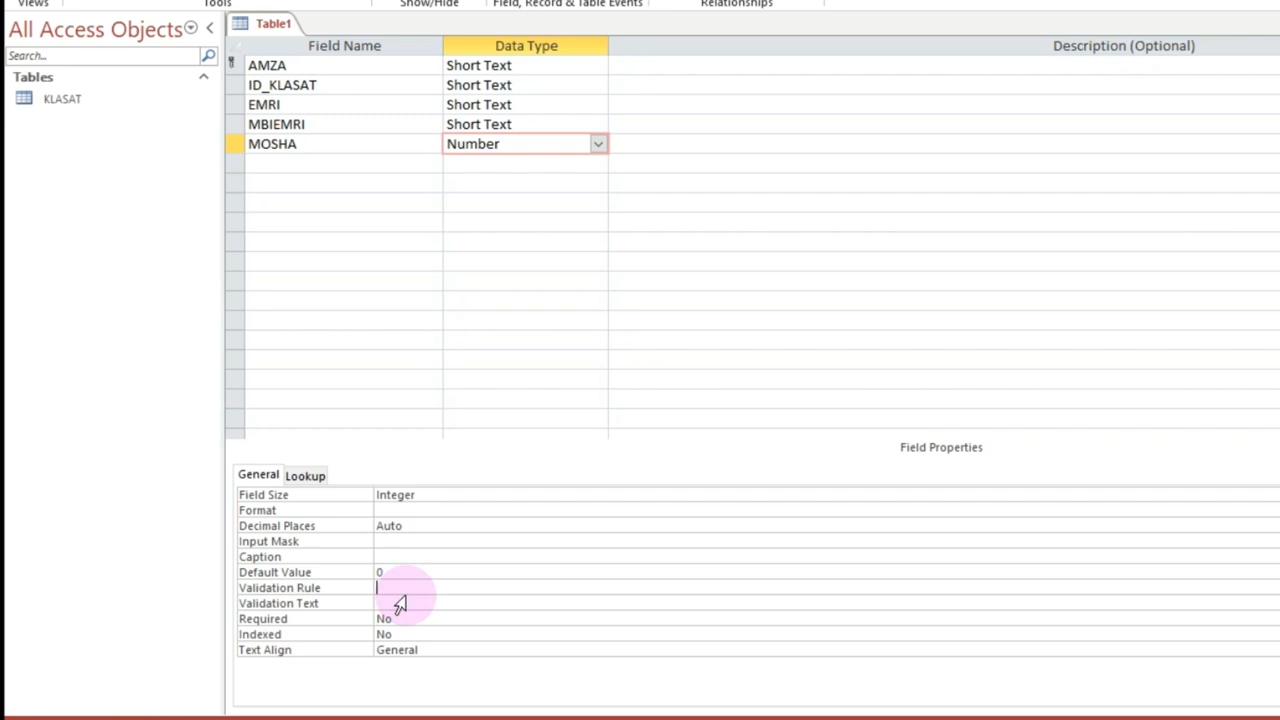 Views
Tools
Show/Hide
Field, Record & Table Events
Relationships
All Access Objects
Search...
Tables
KLASAT
Table1
Field Name
Data Type
Description (Optional)
AMZA
Short Text
ID_KLASAT
Short Text
EMRI
Short Text
MBIEMRI
Short Text
MOSHA
Number
Field Properties
General
Lookup
Field Size
Integer
Format
Decimal Places
Auto
Input Mask
Caption
Default Value
0
Validation Rule
Validation Text
Required
No
Indexed
No
Text Align
General